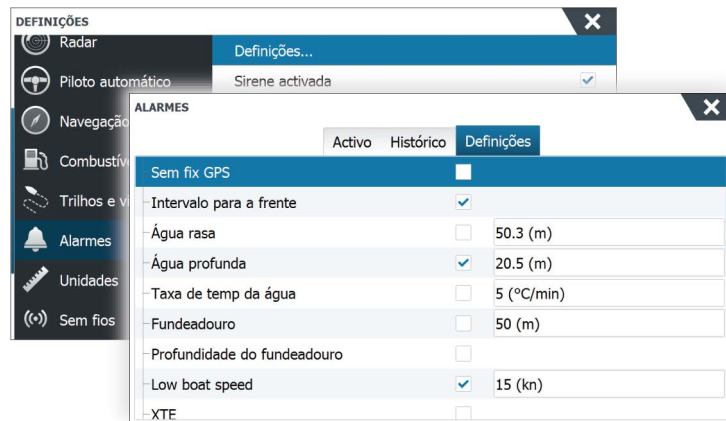 DEFINIÇÕES
Radar
Definições...
Piloto automático
Sirene activada
Navegação
Combustív
Trilhos e vi
Alarmes
Unidades
Sem fios
ALARMES
Activo Histórico Definições
Sem fix GPS
Intervalo para a frente
Água rasa 50.3 (m)
Água profunda 20.5 (m)
Taxa de temp da água 5 (°C/min)
Fundeadouro 50 (m)
Profundidade do fundeadouro
Low boat speed 15 (kn)
XTE